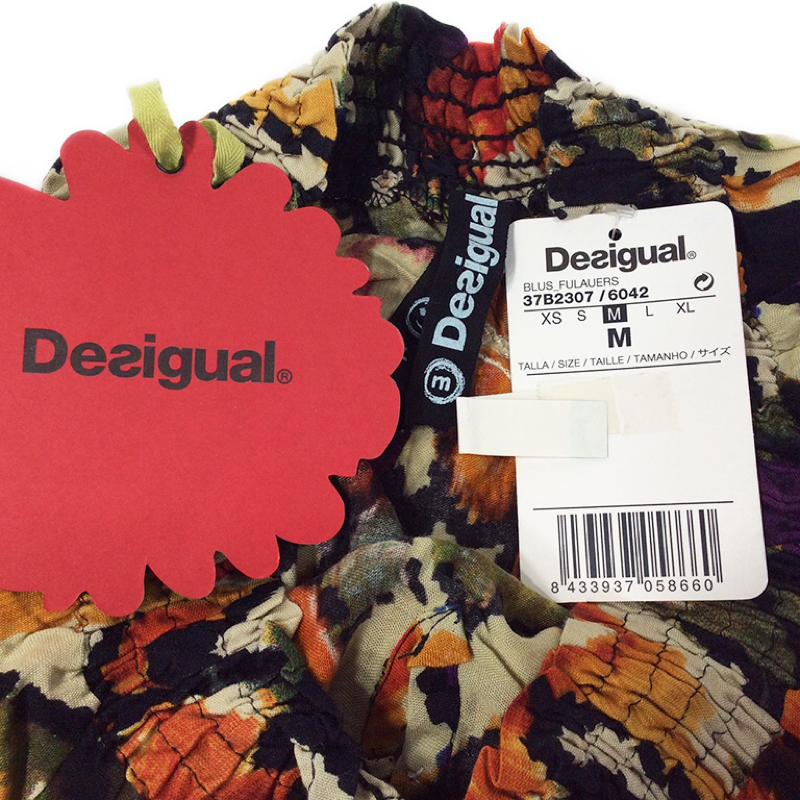 Desigual®
Desigual
m
Desigual®
BLUS_FULAUERS
37B2307 / 6042
XS S M L XL
M
TALLA / SIZE / TAILLE / TAMANHO / サイズ
8 433937 058660